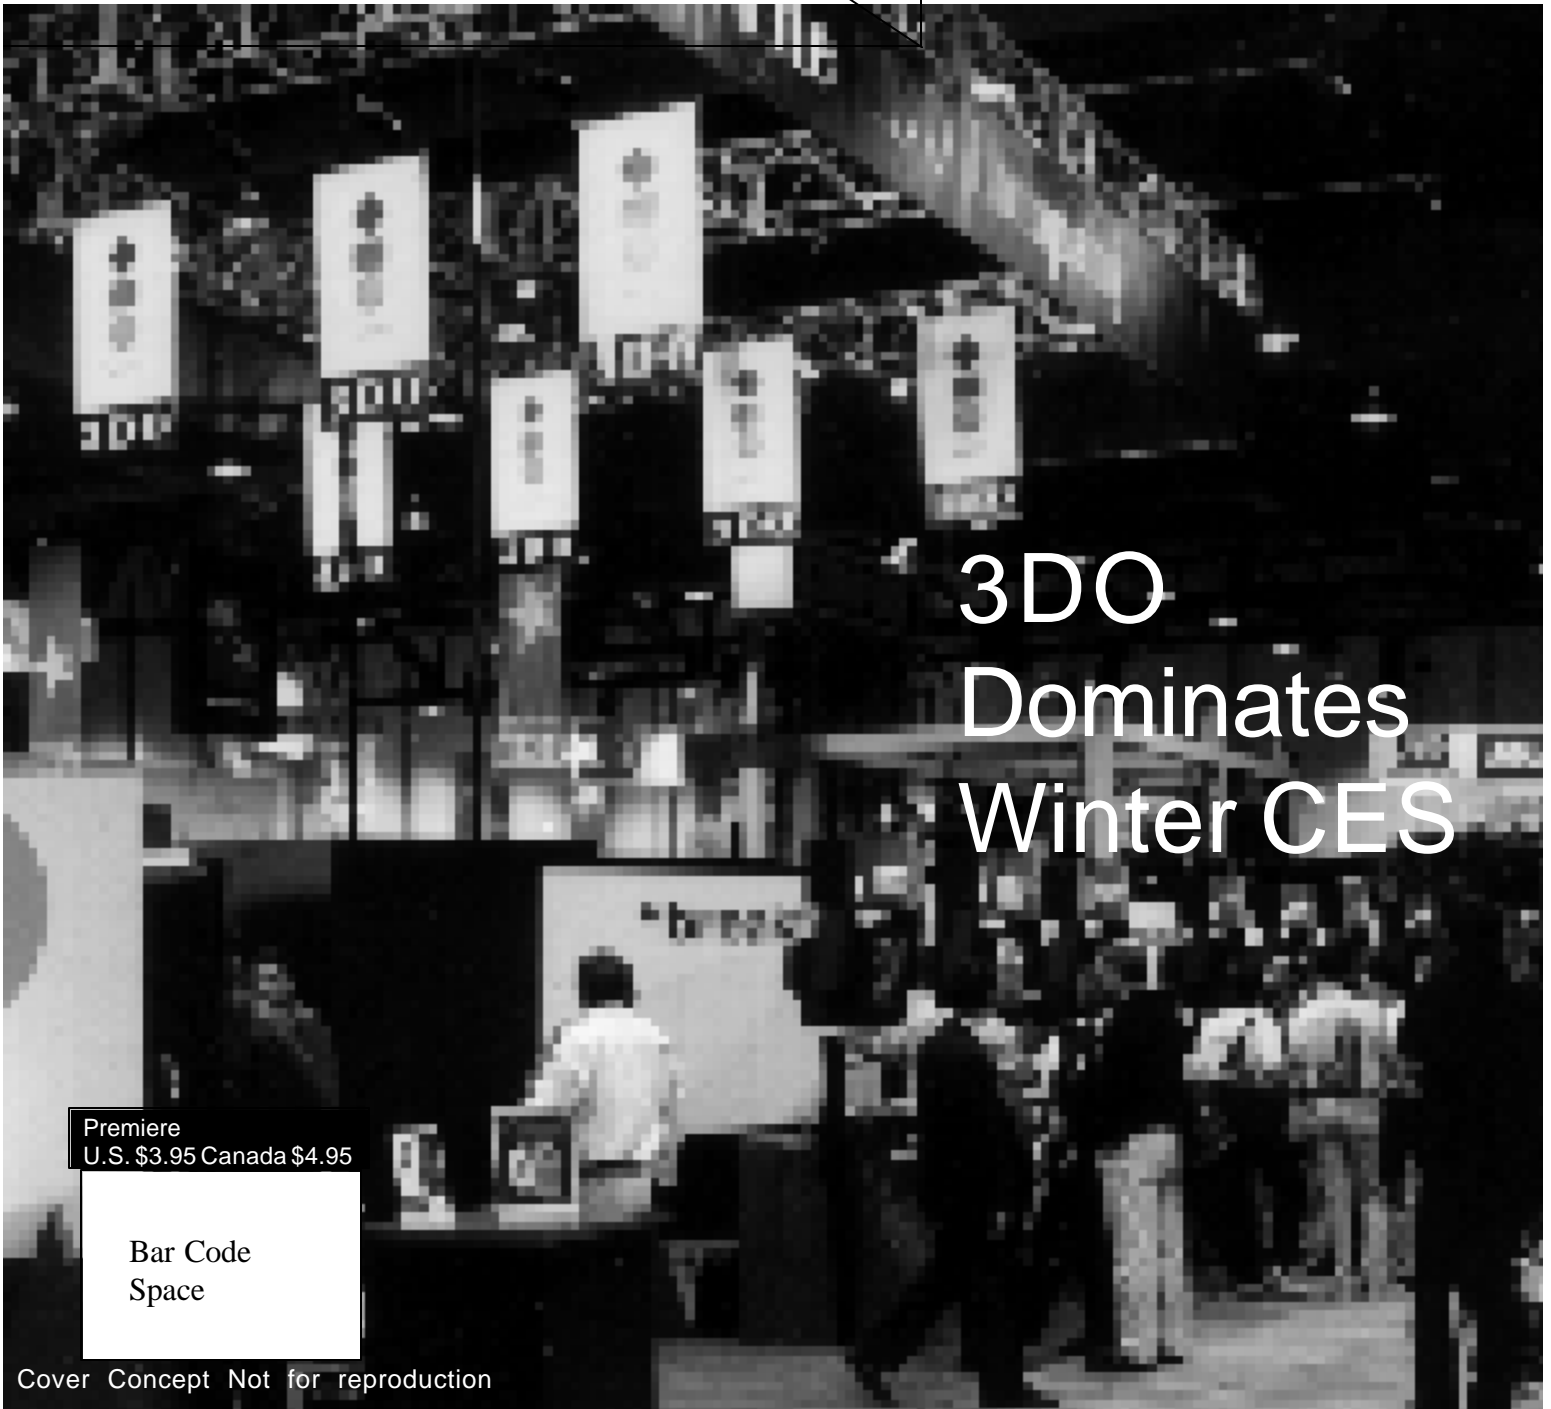 3DO
Dominates
Winter CES
Premiere
U.S. $3.95 Canada $4.95
Bar Code
Space
Cover Concept Not for reproduction